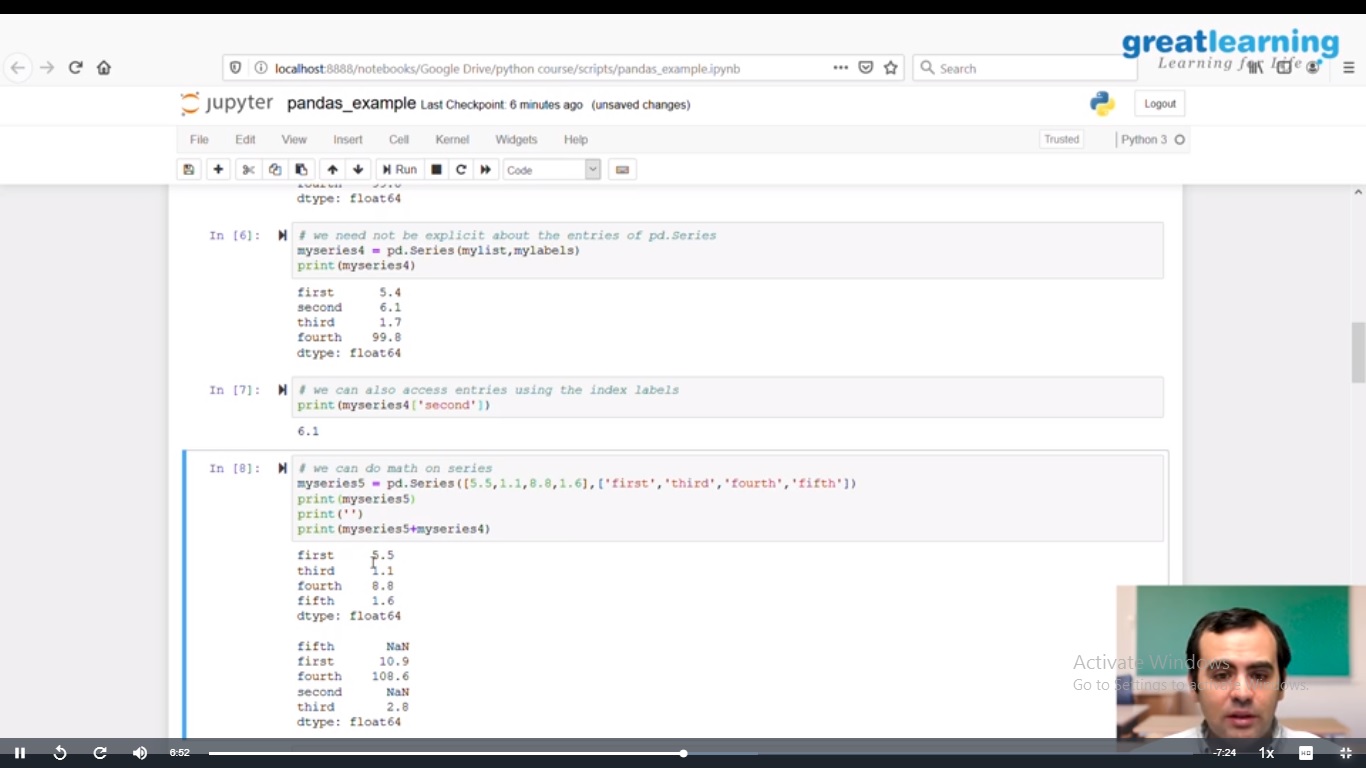 greatlearning
Learning for Life
localhost:8888/notebooks/Google Drive/python course/scripts/pandas_example.ipynb
Search
jupyter pandas_example Last Checkpoint: 6 minutes ago (unsaved changes)
Logout
File Edit View Insert Cell Kernel Widgets Help
Trusted
Python 3
Run
Code
fourth 99.8
dtype: float64
In [6]:
# we need not be explicit about the entries of pd.Series
myseries4 = pd.Series(mylist,mylabels)
print(myseries4)
first 5.4
second 6.1
third 1.7
fourth 99.8
dtype: float64
In [7]:
# we can also access entries using the index labels
print(myseries4['second'])
6.1
In [8]:
# we can do math on series
myseries5 = pd.Series([5.5,1.1,8.8,1.6],['first','third','fourth','fifth'])
print(myseries5)
print('')
print(myseries5+myseries4)
first 5.5
third 1.1
fourth 8.8
fifth 1.6
dtype: float64
fifth NaN
first 10.9
fourth 108.6
second NaN
third 2.8
dtype: float64
Activate Windows
Go to Settings to activate Windows.
6:52
-7:24
1x
HD